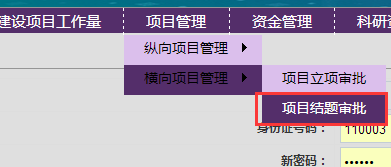 建设项目工作量 项目管理 资金管理 科研
纵向项目管理
横向项目管理 项目立项审批
项目结题审批
身份证号码： 110003
新密码： ••••••